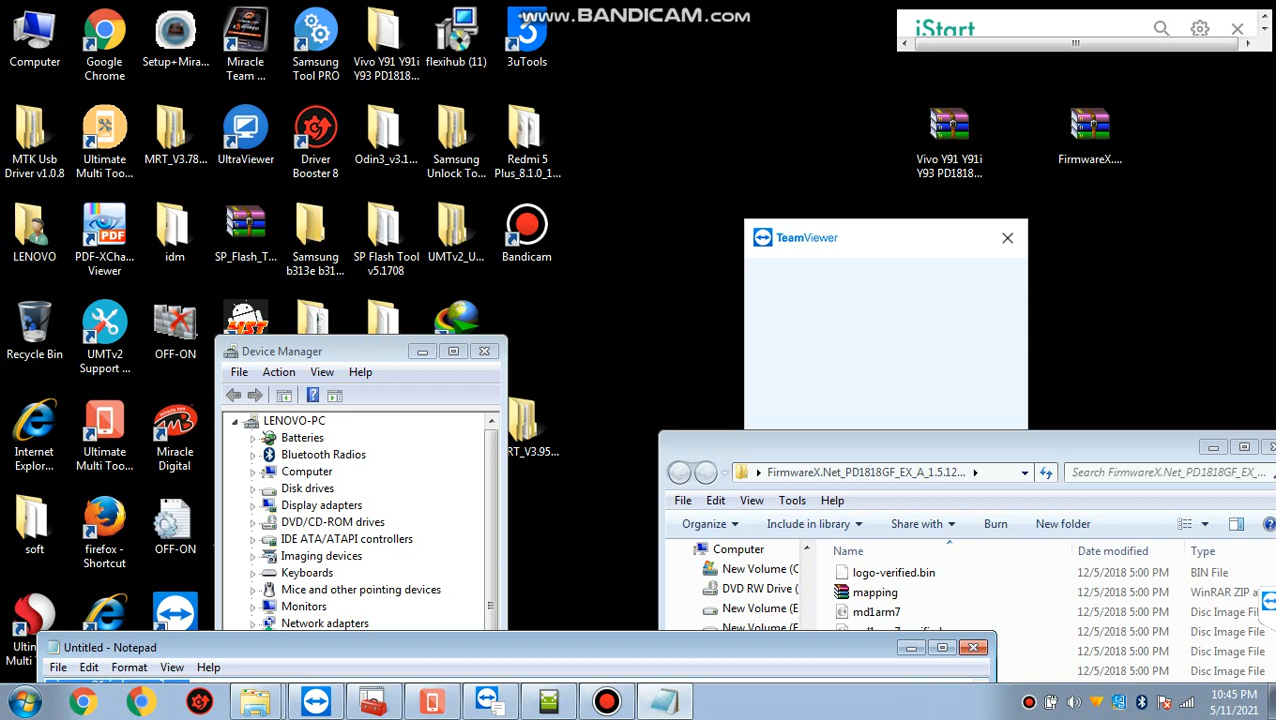 www.BANDICAM.com
iStart
Computer
Google Chrome
Setup+Mira...
Miracle Team ...
Samsung Tool PRO
Vivo Y91 Y91i Y93 PD1818...
flexihub (11)
3uTools
MTK Usb Driver v1.0.8
Ultimate Multi Too...
MRT_V3.78...
UltraViewer
Driver Booster 8
Odin3_v3.1...
Samsung Unlock To...
Redmi 5 Plus_8.1.0_1...
Vivo Y91 Y91i Y93 PD1818...
FirmwareX....
LENOVO
PDF-XCha... Viewer
idm
SP_Flash_T...
Samsung b313e b31...
SP Flash Tool v5.1708
UMTv2_U...
Bandicam
TeamViewer
Recycle Bin
UMTv2 Support ...
OFF-ON
Device Manager
File Action View Help
LENOVO-PC
Batteries
Bluetooth Radios
Computer
Disk drives
Display adapters
DVD/CD-ROM drives
IDE ATA/ATAPI controllers
Imaging devices
Keyboards
Mice and other pointing devices
Monitors
Network adapters
RT_V3.95...
Internet Explor...
Ultimate Multi Too...
Miracle Digital
soft
firefox - Shortcut
OFF-ON
FirmwareX.Net_PD1818GF_EX_A_1.5.12...
Search FirmwareX.Net_PD1818GF_EX_...
File Edit View Tools Help
Organize Include in library Share with Burn New folder
Computer
New Volume (C
DVD RW Drive (
New Volume (E
Name Date modified Type
logo-verified.bin 12/5/2018 5:00 PM BIN File
mapping 12/5/2018 5:00 PM WinRAR ZIP a
md1arm7 12/5/2018 5:00 PM Disc Image File
12/5/2018 5:00 PM Disc Image File
12/5/2018 5:00 PM Disc Image File
12/5/2018 5:00 PM Disc Image File
Untitled - Notepad
File Edit Format View Help
10:45 PM
5/11/2021